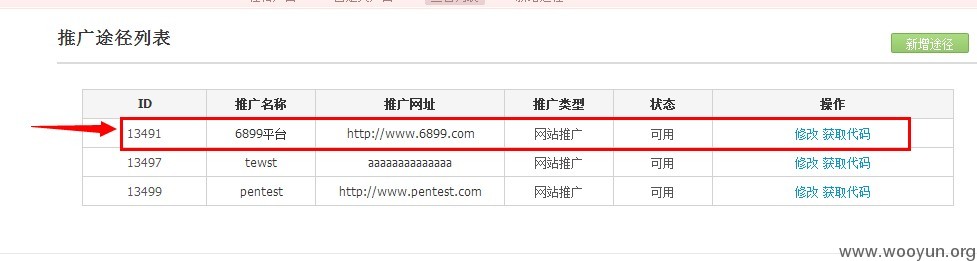 推广途径列表
新增途径
ID 推广名称 推广网址 推广类型 状态 操作
13491 6899平台 http://www.6899.com 网站推广 可用 修改 获取代码
13497 tewst aaaaaaaaaaaaaa 网站推广 可用 修改 获取代码
13499 pentest http://www.pentest.com 网站推广 可用 修改 获取代码
www.wooyun.org